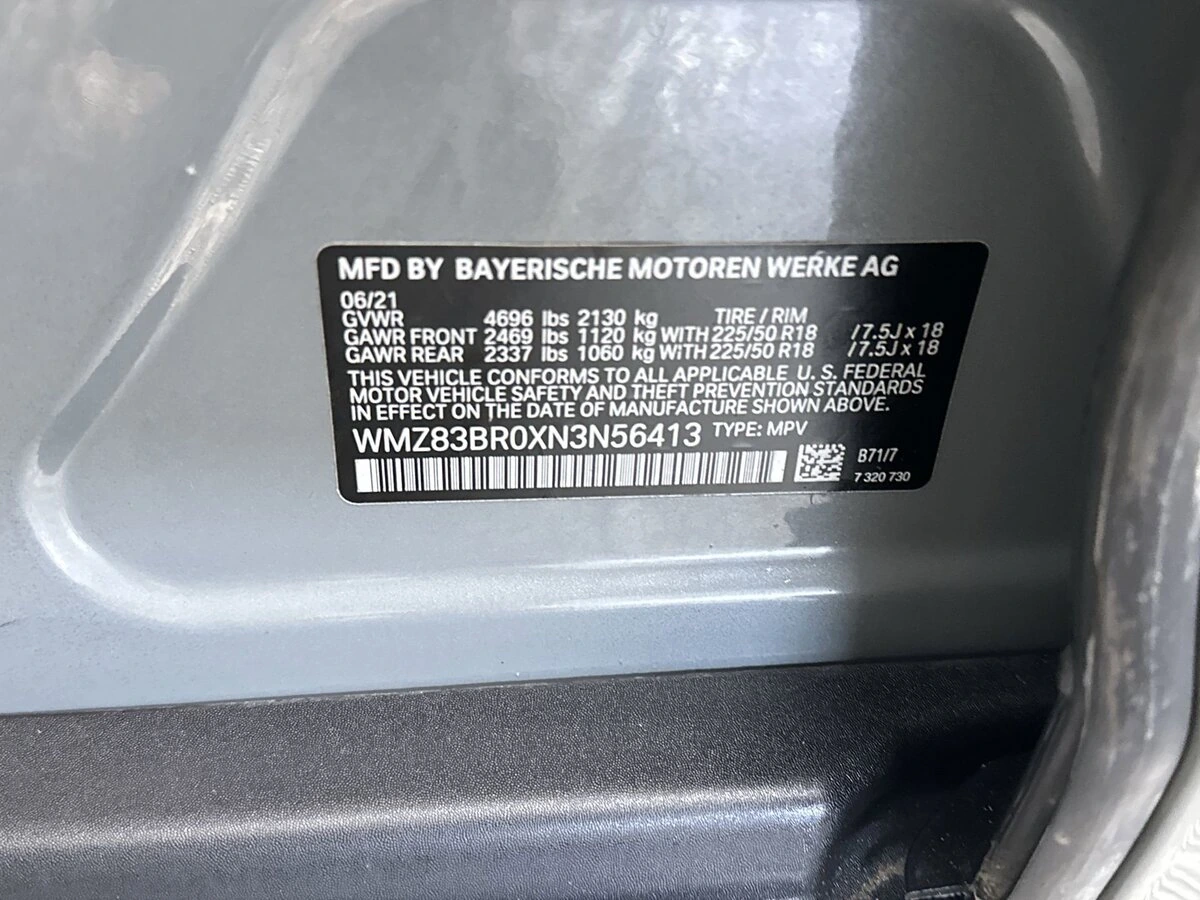 MFD BY BAYERISCHE MOTOREN WERKE AG
06/21
GVWR 4696 lbs 2130 kg TIRE / RIM
GAWR FRONT 2469 lbs 1120 kg WITH 225/50 R18 / 7.5J x 18
GAWR REAR 2337 lbs 1060 kg WITH 225/50 R18 / 7.5J x 18
THIS VEHICLE CONFORMS TO ALL APPLICABLE U. S. FEDERAL
MOTOR VEHICLE SAFETY AND THEFT PREVENTION STANDARDS
IN EFFECT ON THE DATE OF MANUFACTURE SHOWN ABOVE.
WMZ83BR0XN3N56413 TYPE: MPV
B71/7
7 320 730